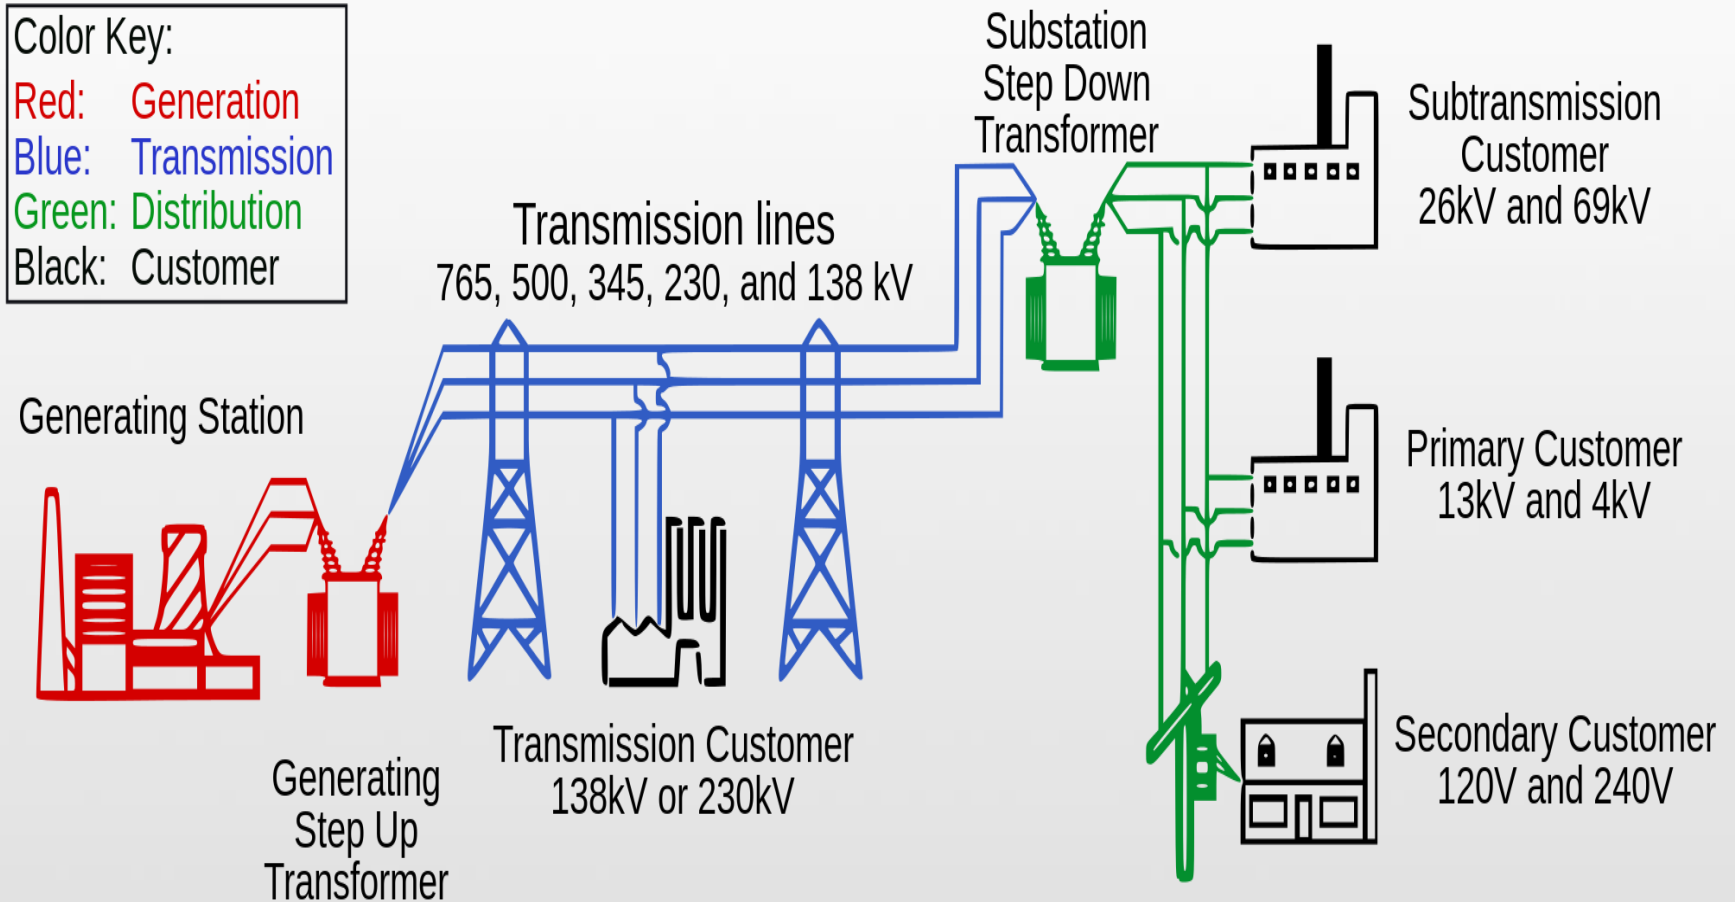 Color Key:
Red: Generation
Blue: Transmission
Green: Distribution
Black: Customer
Substation
Step Down
Transformer
Subtransmission
Customer
26kV and 69kV
Transmission lines
765, 500, 345, 230, and 138 kV
Generating Station
Primary Customer
13kV and 4kV
Transmission Customer
138kV or 230kV
Generating
Step Up
Transformer
Secondary Customer
120V and 240V